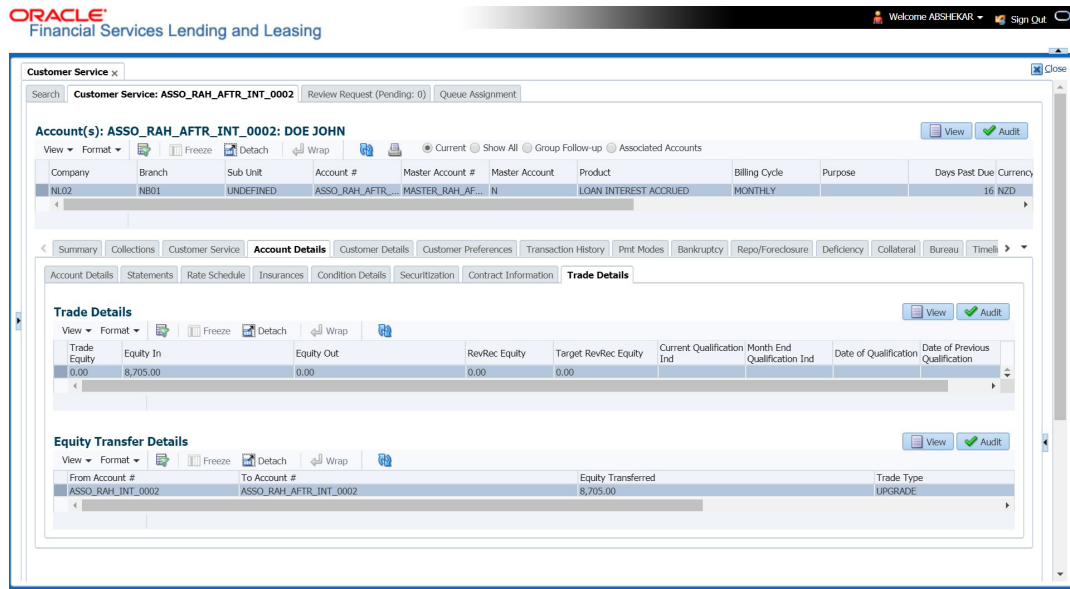 ORACLE®
Financial Services Lending and Leasing
Welcome ABSHEKAR Sign Out
Close
Customer Service x
Search Customer Service: ASSO_RAH_AFTR_INT_0002 Review Request (Pending: 0) Queue Assignment
Account(s): ASSO_RAH_AFTR_INT_0002: DOE JOHN
View Audit
View Format Freeze Detach Wrap Current Show All Group Follow-up Associated Accounts
Company Branch Sub Unit Account # Master Account # Master Account Product Billing Cycle Purpose Days Past Due Currency
NL02 NB01 UNDEFINED ASSO_RAH_AFTR_... MASTER_RAH_AF... N LOAN INTEREST ACCRUED MONTHLY 16 NZD
Summary Collections Customer Service Account Details Customer Details Customer Preferences Transaction History Pmt Modes Bankruptcy Repo/Foreclosure Deficiency Collateral Bureau Timeli
Account Details Statements Rate Schedule Insurances Condition Details Securitization Contract Information Trade Details
Trade Details
View Audit
View Format Freeze Detach Wrap
Trade Equity Equity In Equity Out RevRec Equity Target RevRec Equity Current Qualification Ind Month End Qualification Ind Date of Qualification Date of Previous Qualification
0.00 8,705.00 0.00 0.00 0.00
Equity Transfer Details
View Audit
View Format Freeze Detach Wrap
From Account # To Account # Equity Transferred Trade Type
ASSO_RAH_INT_0002 ASSO_RAH_AFTR_INT_0002 8,705.00 UPGRADE